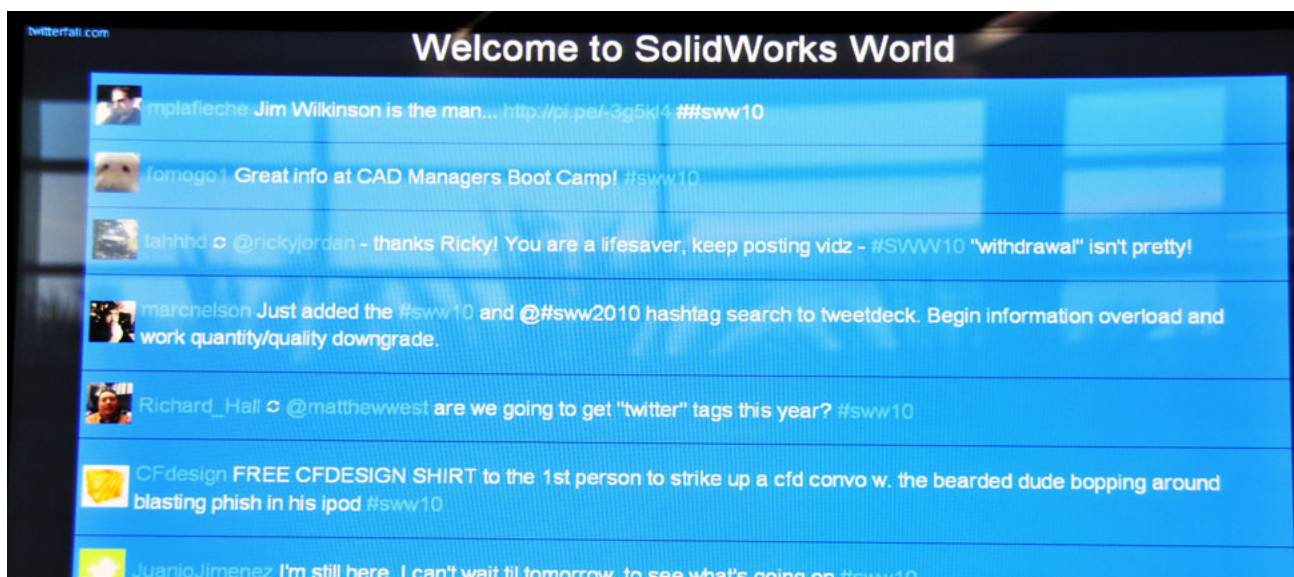 twitterfall.com
Welcome to SolidWorks World
mplafleche Jim Wilkinson is the man... http://pi.pe/-3g5kl4 ##sww10
fomogo1 Great info at CAD Managers Boot Camp! #sww10
tahhhd @rickyjordan - thanks Ricky! You are a lifesaver, keep posting vidz - #SWW10 "withdrawal" isn't pretty!
marcnelson Just added the #sww10 and @#sww2010 hashtag search to tweetdeck. Begin information overload and
work quantity/quality downgrade.
Richard_Hall @matthewwest are we going to get "twitter" tags this year? #sww10
CFdesign FREE CFDESIGN SHIRT to the 1st person to strike up a cfd convo w. the bearded dude bopping around
blasting phish in his ipod #sww10
JuanjoJimenez I'm still here, I can't wait til tomorrow, to see what's going on #sww10